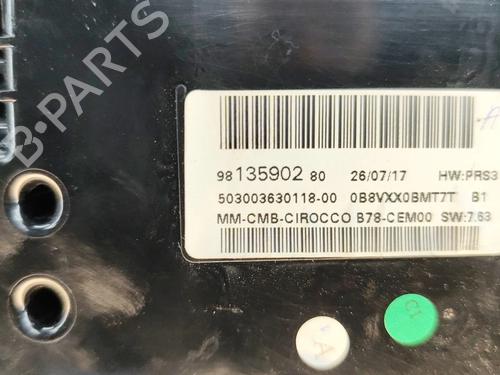 B-PARTS
98 135902 80 26/07/17 HW:PRS3
503003630118-00 0B8VXX0BMT7T B1
MM-CMB-CIROCCO B78-CEM00 SW:7.63
A
CI